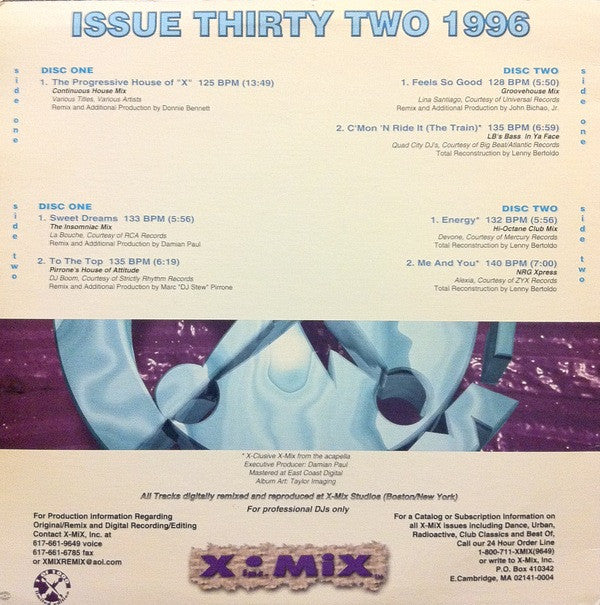 ISSUE THIRTY TWO 1996
side one
DISC ONE
1. The Progressive House of "X" 125 BPM (13:49)
Continuous House Mix
Various Titles, Various Artists
Remix and Additional Production by Donnie Bennett
DISC TWO
side one
1. Feels So Good 128 BPM (5:50)
Groovehouse Mix
Lina Santiago, Courtesy of Universal Records
Remix and Additional Production by John Bichao, Jr.
2. C'Mon 'N Ride It (The Train)* 135 BPM (6:59)
LB's Bass In Ya Face
Quad City DJ's, Courtesy of Big Beat/Atlantic Records
Total Reconstruction by Lenny Bertoldo
side two
DISC ONE
1. Sweet Dreams 133 BPM (5:56)
The Insomniac Mix
La Bouche, Courtesy of RCA Records
Remix and Additional Production by Damian Paul
2. To The Top 135 BPM (6:19)
Pirrone's House of Attitude
DJ Boom, Courtesy of Strictly Rhythm Records
Remix and Additional Production by Marc "DJ Stew" Pirrone
DISC TWO
side two
1. Energy* 132 BPM (5:56)
Hi-Octane Club Mix
Devone, Courtesy of Mercury Records
Total Reconstruction by Lenny Bertoldo
2. Me And You* 140 BPM (7:00)
NRG Xpress
Alexia, Courtesy of ZYX Records
Total Reconstruction by Lenny Bertoldo
* X-Clusive X-Mix from the acapella
Executive Producer: Damian Paul
Mastered at East Coast Digital
Album Art: Taylor Imaging
All Tracks digitally remixed and reproduced at X-Mix Studios (Boston/New York)
For professional DJs only
For Production information Regarding
Original/Remix and Digital Recording/Editing
Contact X-MIX, Inc. at
617-661-9649 voice
617-661-6785 fax
or XMIXREMIX@aol.com
X MIX
inc.
For a Catalog or Subscription Information on
all X-MIX issues including Dance, Urban,
Radioactive, Club Classics and Best Of,
Call our 24 Hour Order Line
1-800-711-XMIX(9649)
or write to X-Mix, Inc.
P.O. Box 410342
E.Cambridge, MA 02141-0004